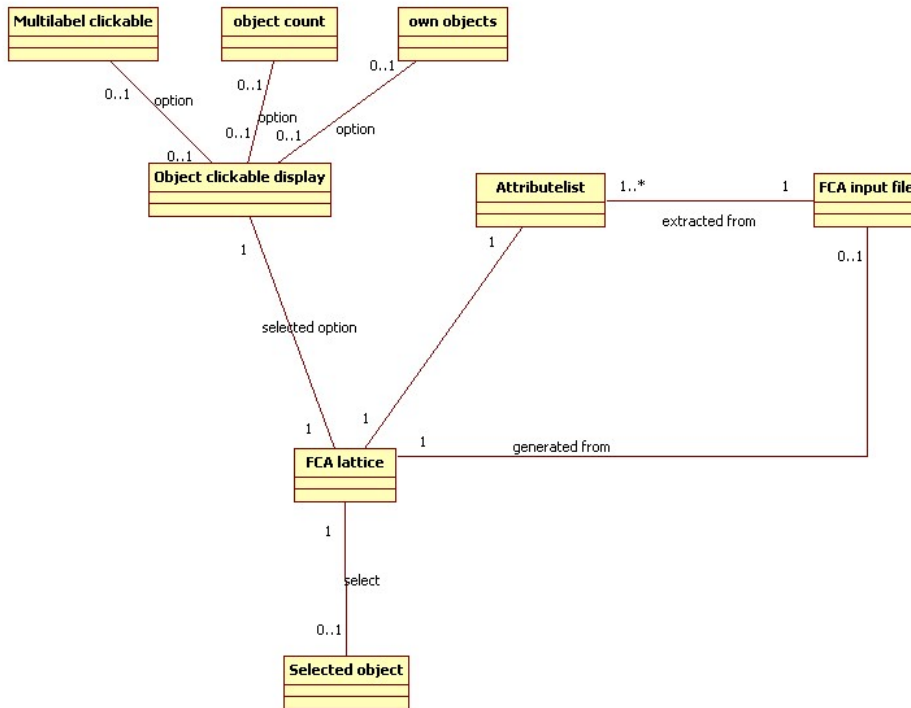 Multilabel clickable
object count
own objects
0..1
0..1
0..1
option
option
option
0..1
0..1
0..1
Object clickable display
Attributelist
1..*
1
FCA input file
extracted from
1
1
0..1
selected option
1
1
1
generated from
FCA lattice
1
select
0..1
Selected object